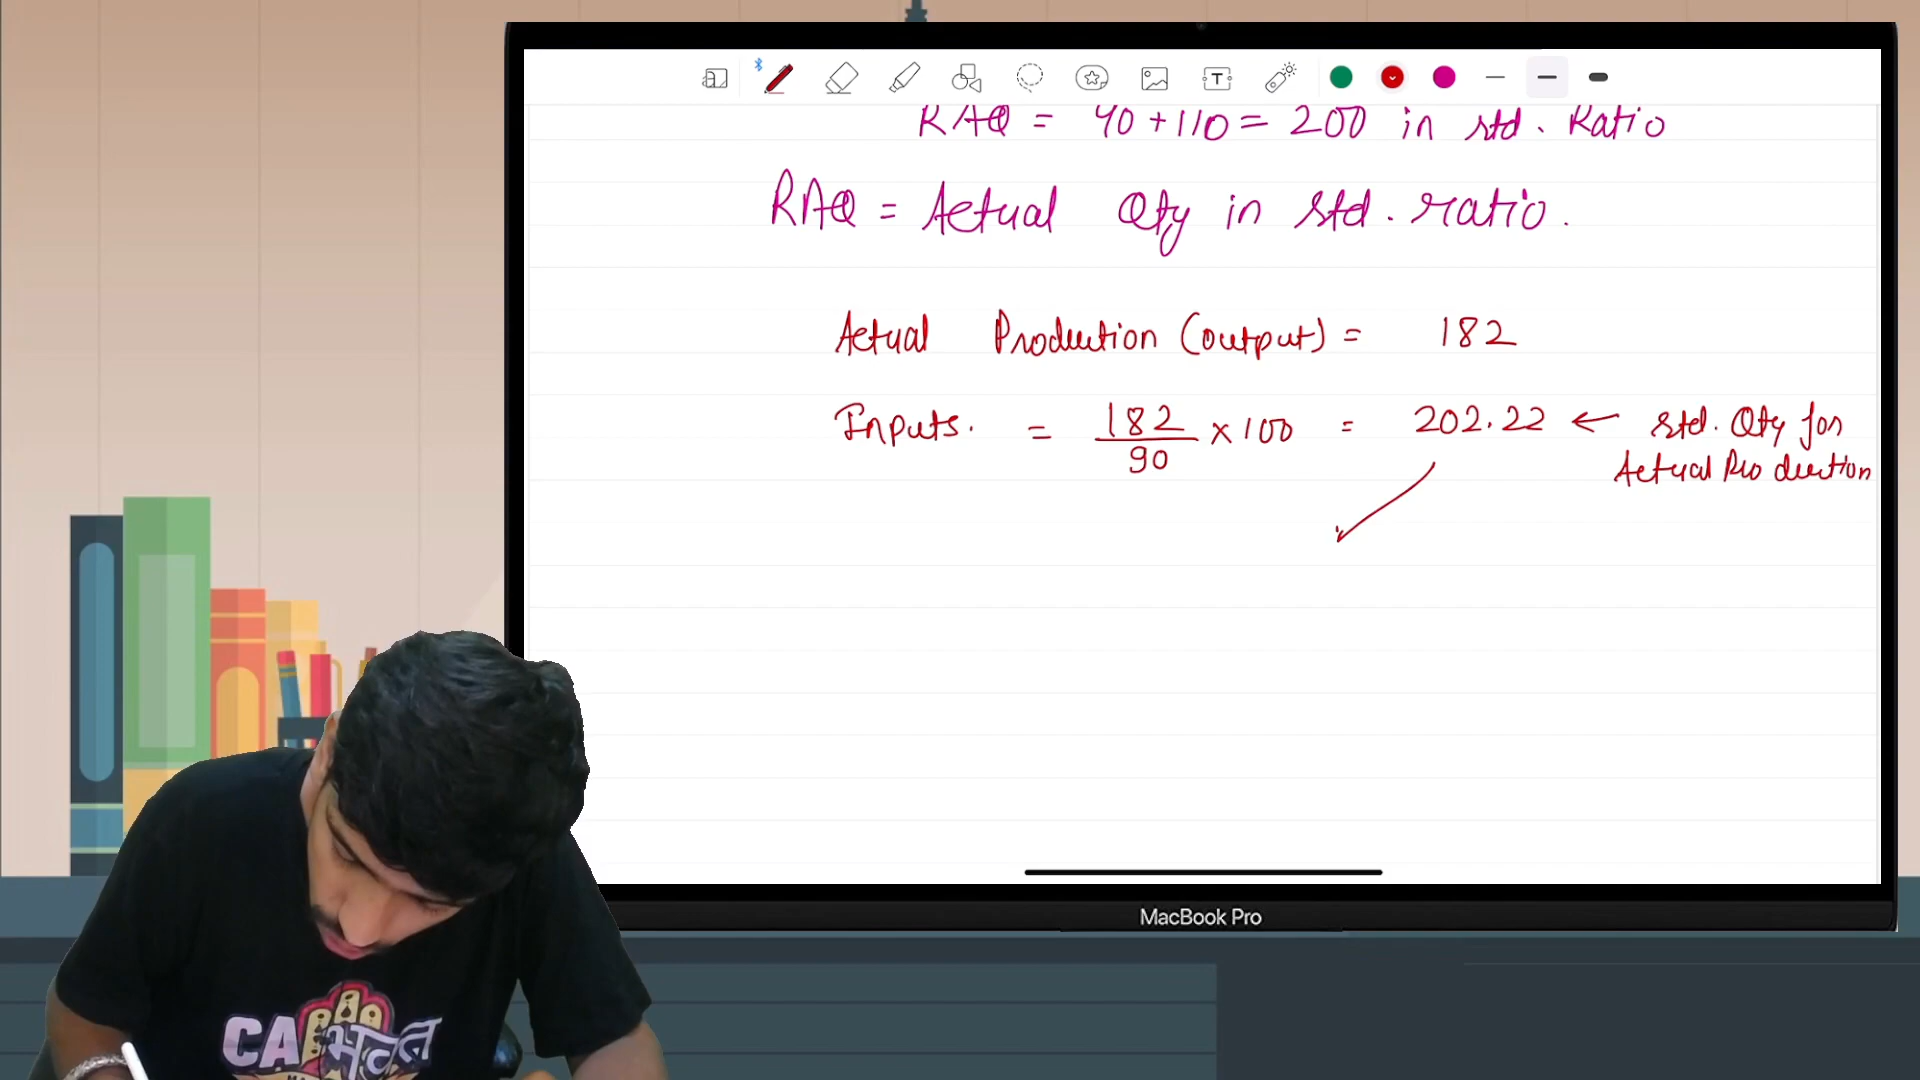 RAQ = 90 + 110 = 200 in std. Ratio
RAQ = Actual Qty in std. ratio.
Actual Production (output) = 182
Inputs. = 182/90 x 100 = 202.22 ← std. Qty for
Actual Production
MacBook Pro
CA भक्त